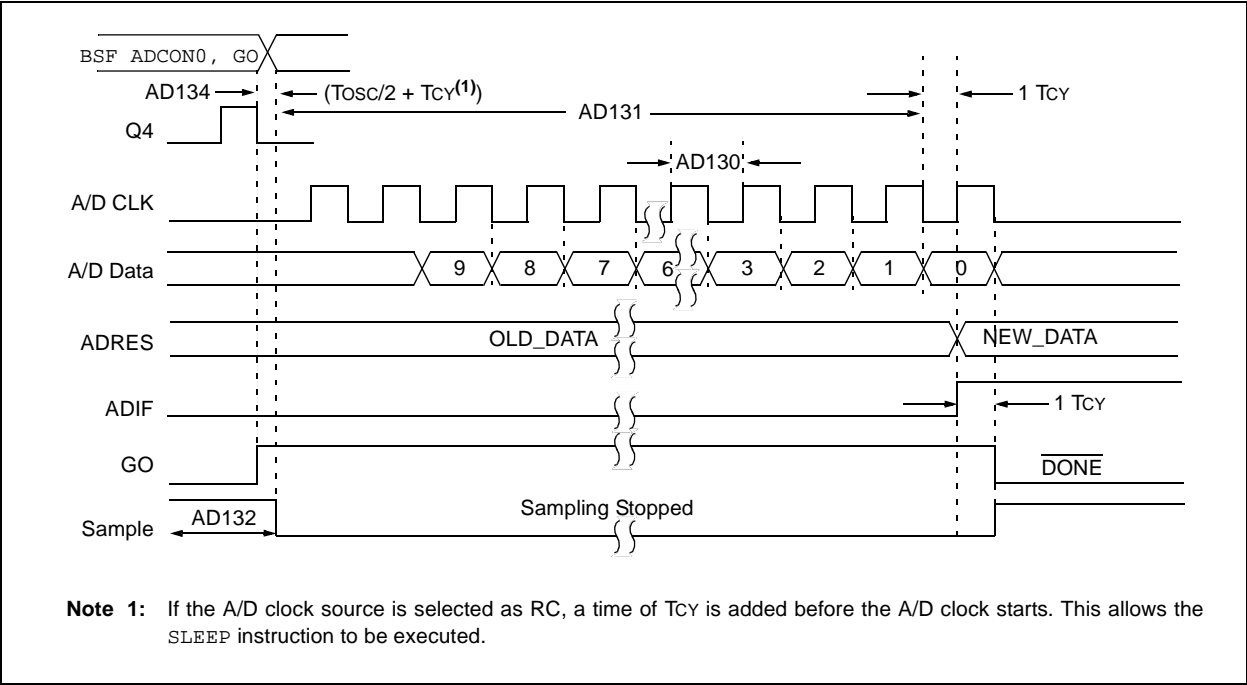 BSF ADCON0, GO
AD134
(TOSC/2 + TCY(1))
AD131
1 TCY
Q4
AD130
A/D CLK
A/D Data
9
8
7
6
3
2
1
0
ADRES
OLD_DATA
NEW_DATA
ADIF
1 TCY
GO
DONE
Sample
AD132
Sampling Stopped
Note 1: If the A/D clock source is selected as RC, a time of TCY is added before the A/D clock starts. This allows the
SLEEP instruction to be executed.